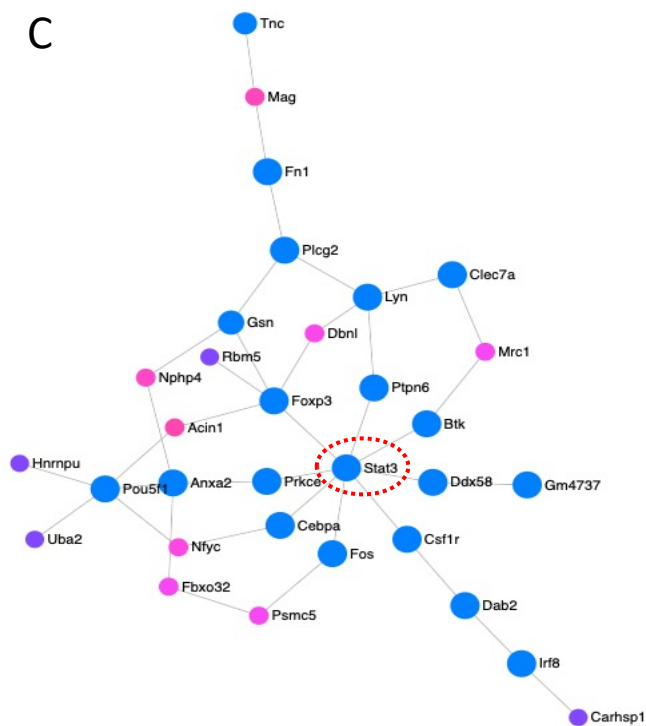 C
Tnc
Mag
Fn1
Plcg2
Clec7a
Lyn
Gsn
Dbnl
Rbm5
Mrc1
Nphp4
Ptpn6
Foxp3
Btk
Acin1
Hnrnpu
Stat3
Pou5f1
Anxa2
Prkce
Ddx58
Gm4737
Cebpa
Uba2
Csf1r
Nfyc
Fos
Fbxo32
Dab2
Psmc5
Irf8
Carhsp1